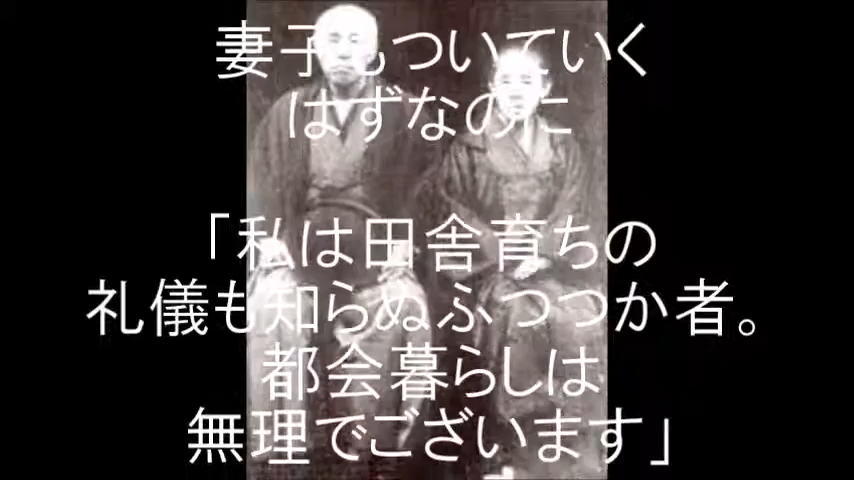 妻子もついていく
はずなのに
「私は田舎育ちの
礼儀も知らぬふつつか者。
都会暮らしは
無理でございます」